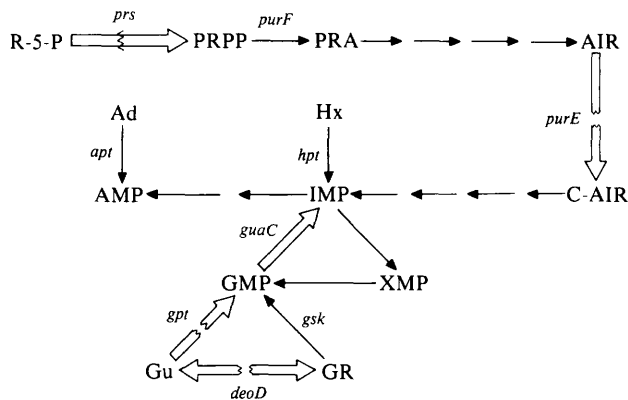 prs
purF
R-5-P PRPP PRA AIR
purE
Ad Hx
apt hpt
AMP IMP C-AIR
guaC
GMP XMP
gpt gsk
Gu GR
deoD